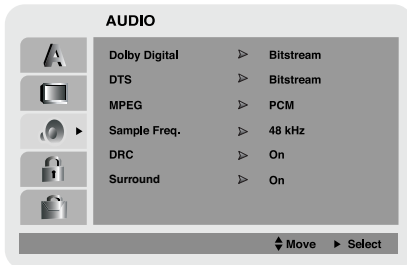 AUDIO
A
Dolby Digital Bitstream
DTS Bitstream
MPEG PCM
Sample Freq. 48 kHz
DRC On
Surround On
Move Select